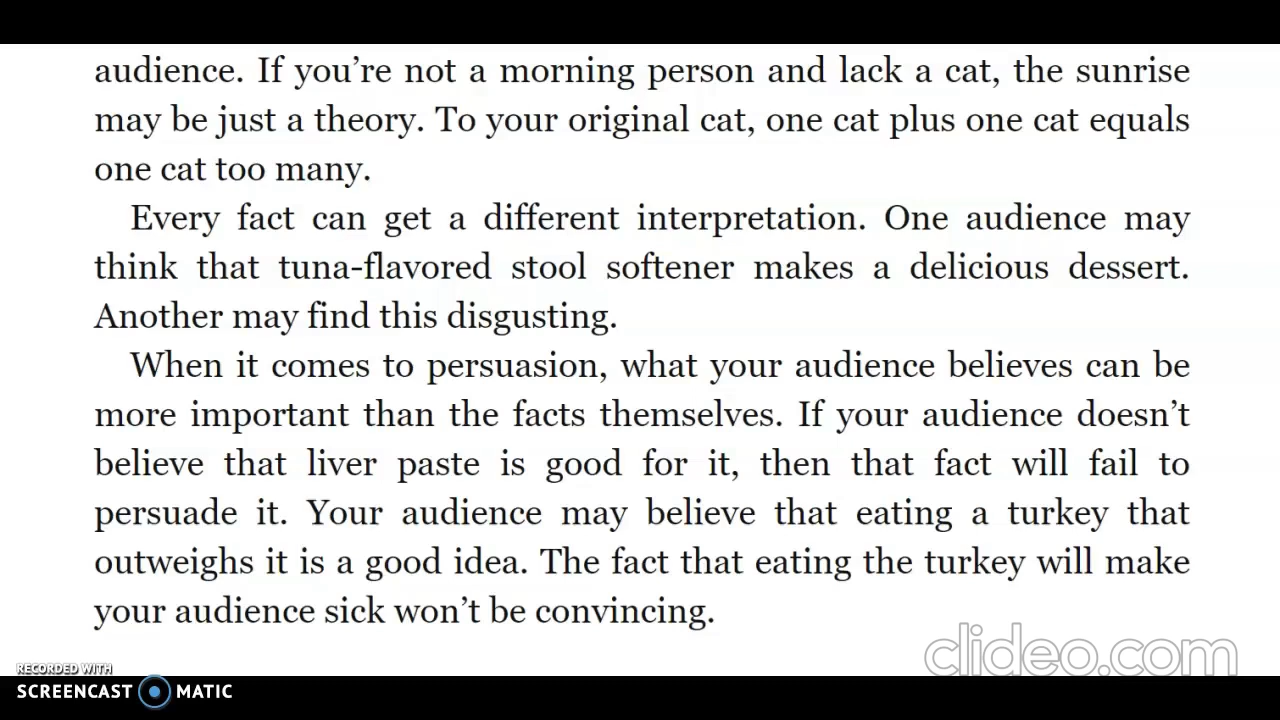 audience. If you’re not a morning person and lack a cat, the sunrise
may be just a theory. To your original cat, one cat plus one cat equals
one cat too many.
Every fact can get a different interpretation. One audience may
think that tuna-flavored stool softener makes a delicious dessert.
Another may find this disgusting.
When it comes to persuasion, what your audience believes can be
more important than the facts themselves. If your audience doesn’t
believe that liver paste is good for it, then that fact will fail to
persuade it. Your audience may believe that eating a turkey that
outweighs it is a good idea. The fact that eating the turkey will make
your audience sick won’t be convincing.
clideo.com
RECORDED WITH
SCREENCAST MATIC